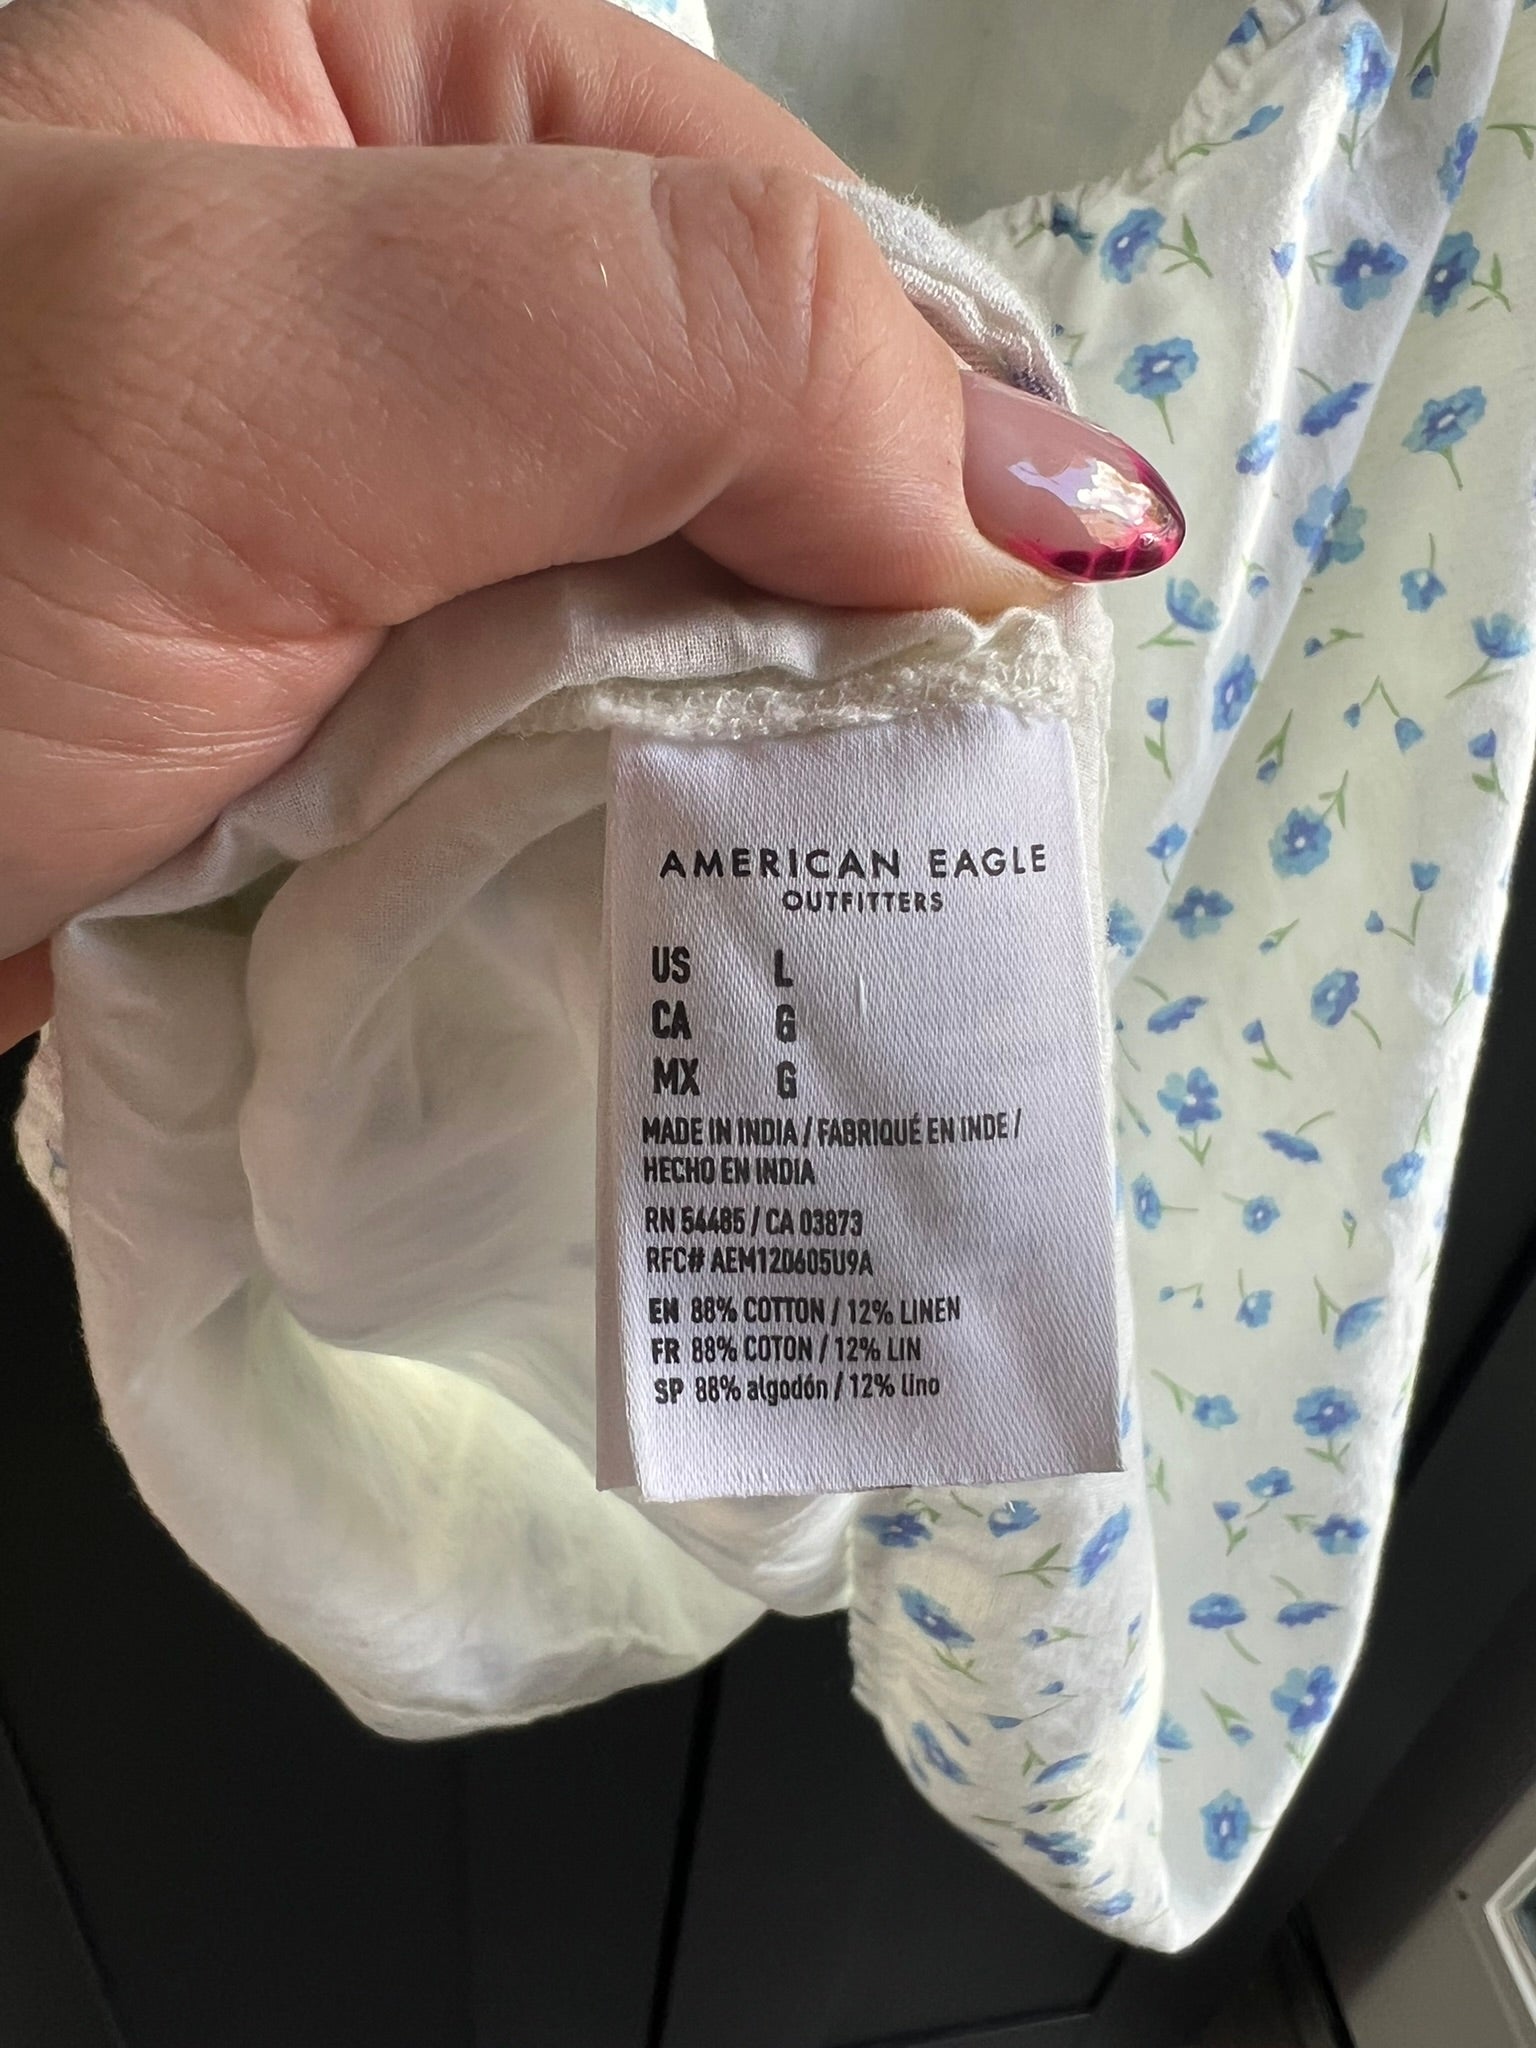 AMERICAN EAGLE
OUTFITTERS
US L
CA G
MX G
MADE IN INDIA / FABRIQUÉ EN INDE /
HECHO EN INDIA
RN 54485 / CA 03873
RFC# AEM120605U9A
EN 88% COTTON / 12% LINEN
FR 88% COTON / 12% LIN
SP 88% algodón / 12% lino